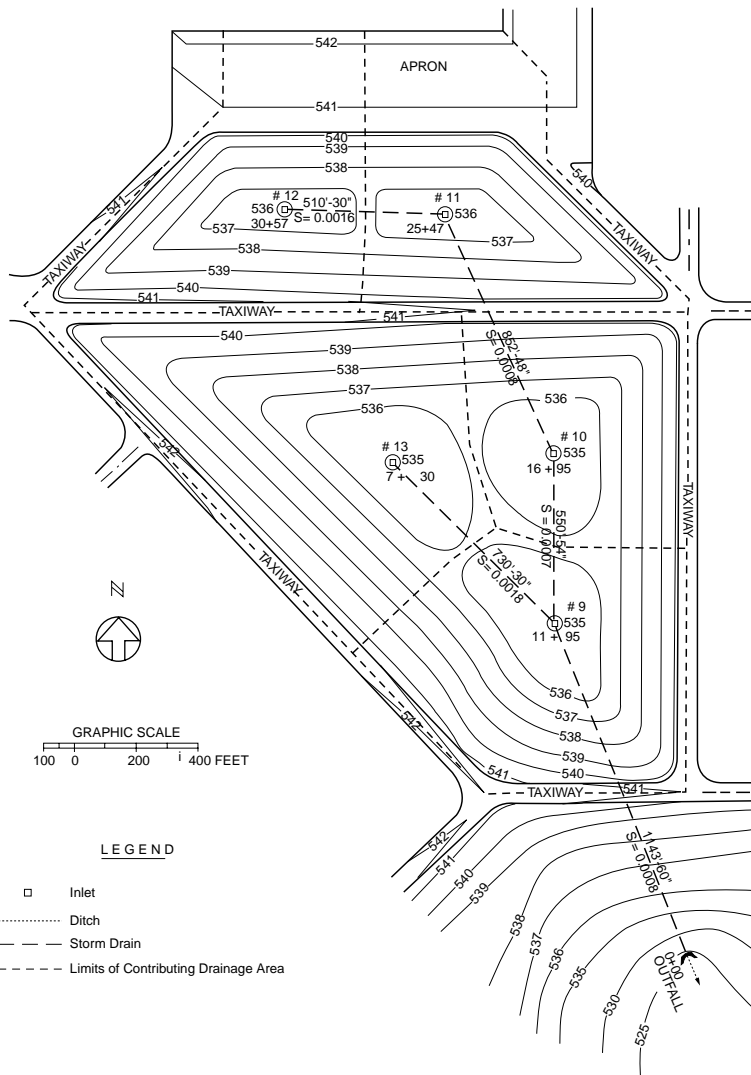 542
APRON
541
540
539
538
# 12
536
510'-30"
S= 0.0016
30+57
537
# 11
536
25+47
537
538
539
540
541
541
TAXIWAY
540
TAXIWAY
TAXIWAY
541
540
539
538
537
536
852'-48"
S= 0.0008
536
# 13
535
7 + 30
# 10
535
16 + 95
542
TAXIWAY
550'-54"
S = 0.0007
TAXIWAY
730'-30"
S= 0.0018
# 9
535
11 + 95
N
536
537
538
539
540
541
542
GRAPHIC SCALE
100 0 200 i 400 FEET
TAXIWAY
541
542
541
540
539
538
537
536
535
530
525
1143'-60"
S = 0.0008
0+00
OUTFALL
LEGEND
Inlet
Ditch
Storm Drain
Limits of Contributing Drainage Area